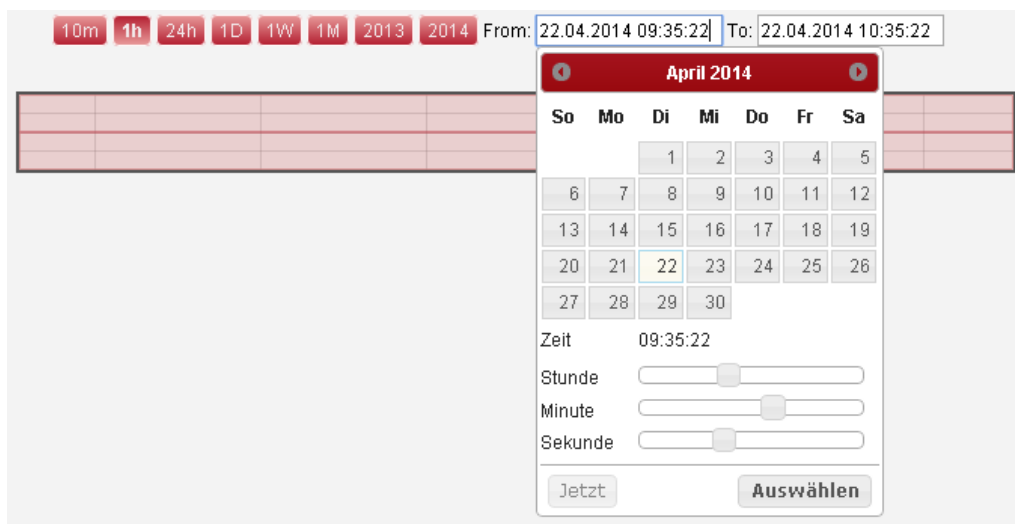 10m 1h 24h 1D 1W 1M 2013 2014 From: 22.04.2014 09:35:22 To: 22.04.2014 10:35:22
April 2014
So Mo Di Mi Do Fr Sa
1 2 3 4 5
6 7 8 9 10 11 12
13 14 15 16 17 18 19
20 21 22 23 24 25 26
27 28 29 30
Zeit 09:35:22
Stunde
Minute
Sekunde
Jetzt Auswählen